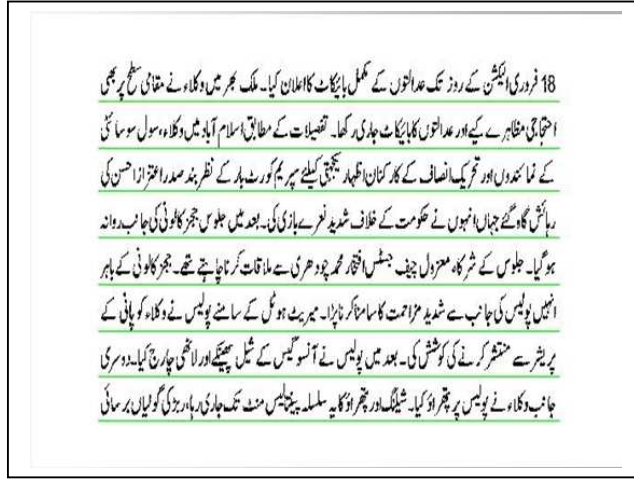 18 فروری الیکشن کے روز تک عدالتوں کے مکمل بائیکاٹ کااعلان کیا۔ ملک بھر میں وکلاء نے مقامی سطح پر بھی
احتجاجی مظاہرے کیے اور عدالتوں کابائیکاٹ جاری رکھا۔ تفصیلات کے مطابق اسلام آباد میں وکلاء، سول سوسائٹی
کے نمائندوں اور تحریک انصاف کے کارکنان اظہار یکجہتی کیلئے سپریم کورٹ بار کے نظر بند صدر اعتزاز احسن کی
رہائش گاہ گئے جہاں انہوں نے حکومت کے خلاف شدید نعرے بازی کی۔ بعد میں جلوس ججز کالونی کی جانب روانہ
ہو گیا۔ جلوس کے شرکاء معزول چیف جسٹس افتخار محمد چودھری سے ملاقات کرنا چاہتے تھے۔ ججز کالونی کے باہر
انہیں پولیس کی جانب سے شدید مزاحمت کا سامنا کرنا پڑا۔ میریٹ ہوٹل کے سامنے پولیس نے وکلاء کو پانی کے
پریشر سے منتشر کرنے کی کوشش کی۔ بعد میں پولیس نے آنسو گیس کے شیل پھینکے اور لاٹھی چارج کیا۔ دوسری
جانب وکلاء نے پولیس پر پتھراؤ کیا۔ شیلنگ اور پتھراؤ کا یہ سلسلہ پینتالیس منٹ تک جاری رہا، ربڑ کی گولیاں برسائی